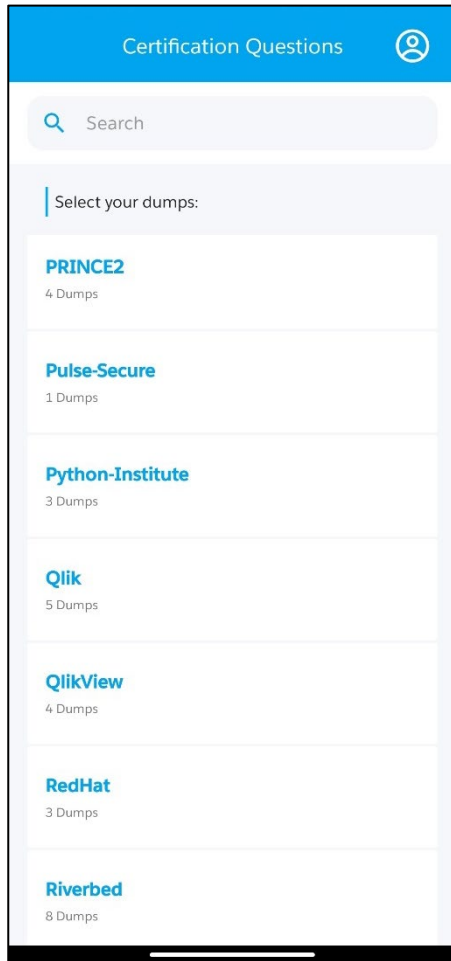 Certification Questions
Search
Select your dumps:
PRINCE2
4 Dumps
Pulse-Secure
1 Dumps
Python-Institute
3 Dumps
Qlik
5 Dumps
QlikView
4 Dumps
RedHat
3 Dumps
Riverbed
8 Dumps